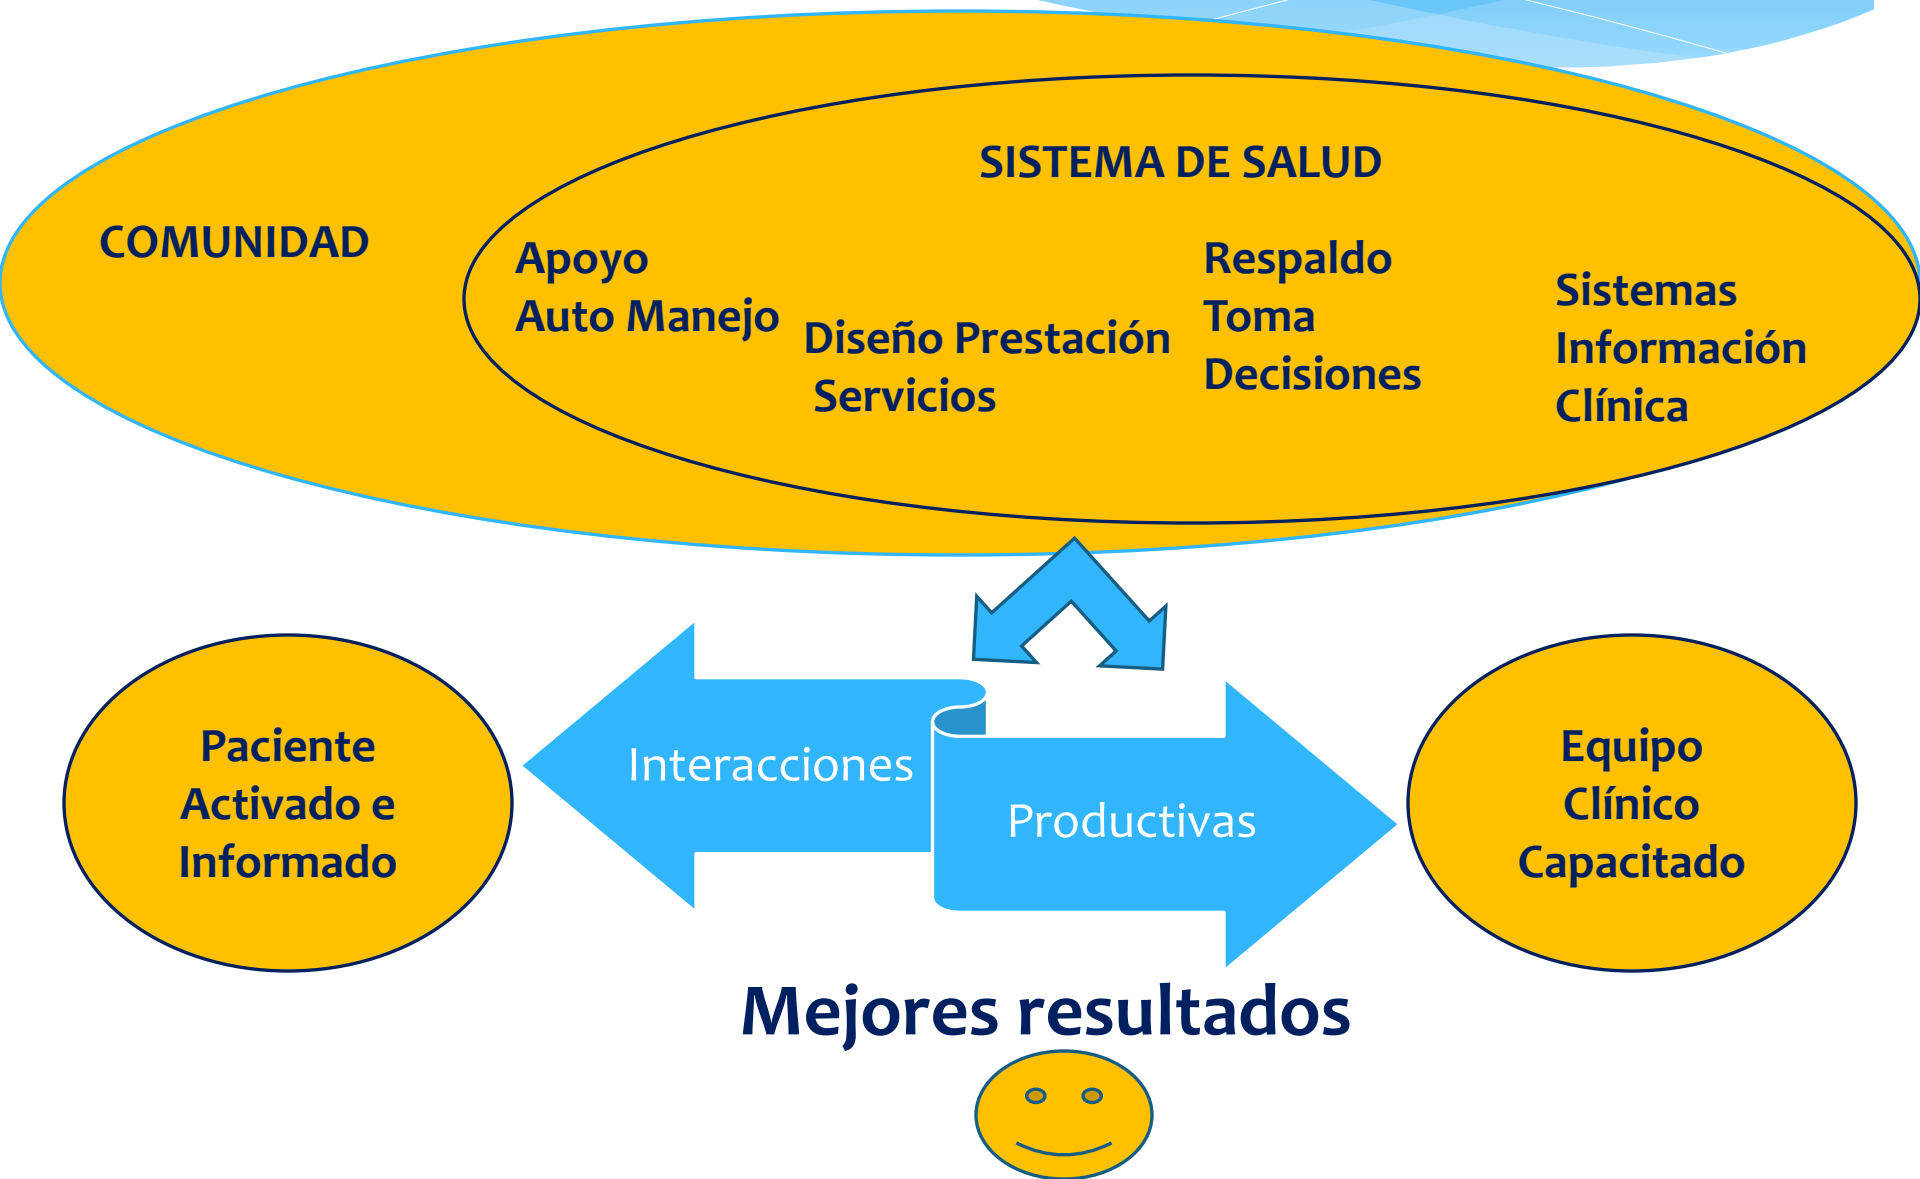 SISTEMA DE SALUD
COMUNIDAD
Apoyo
Auto Manejo
Diseño Prestación
Servicios
Respaldo
Toma
Decisiones
Sistemas
Información
Clínica
Paciente
Activado e
Informado
Interacciones
Productivas
Equipo
Clínico
Capacitado
Mejores resultados